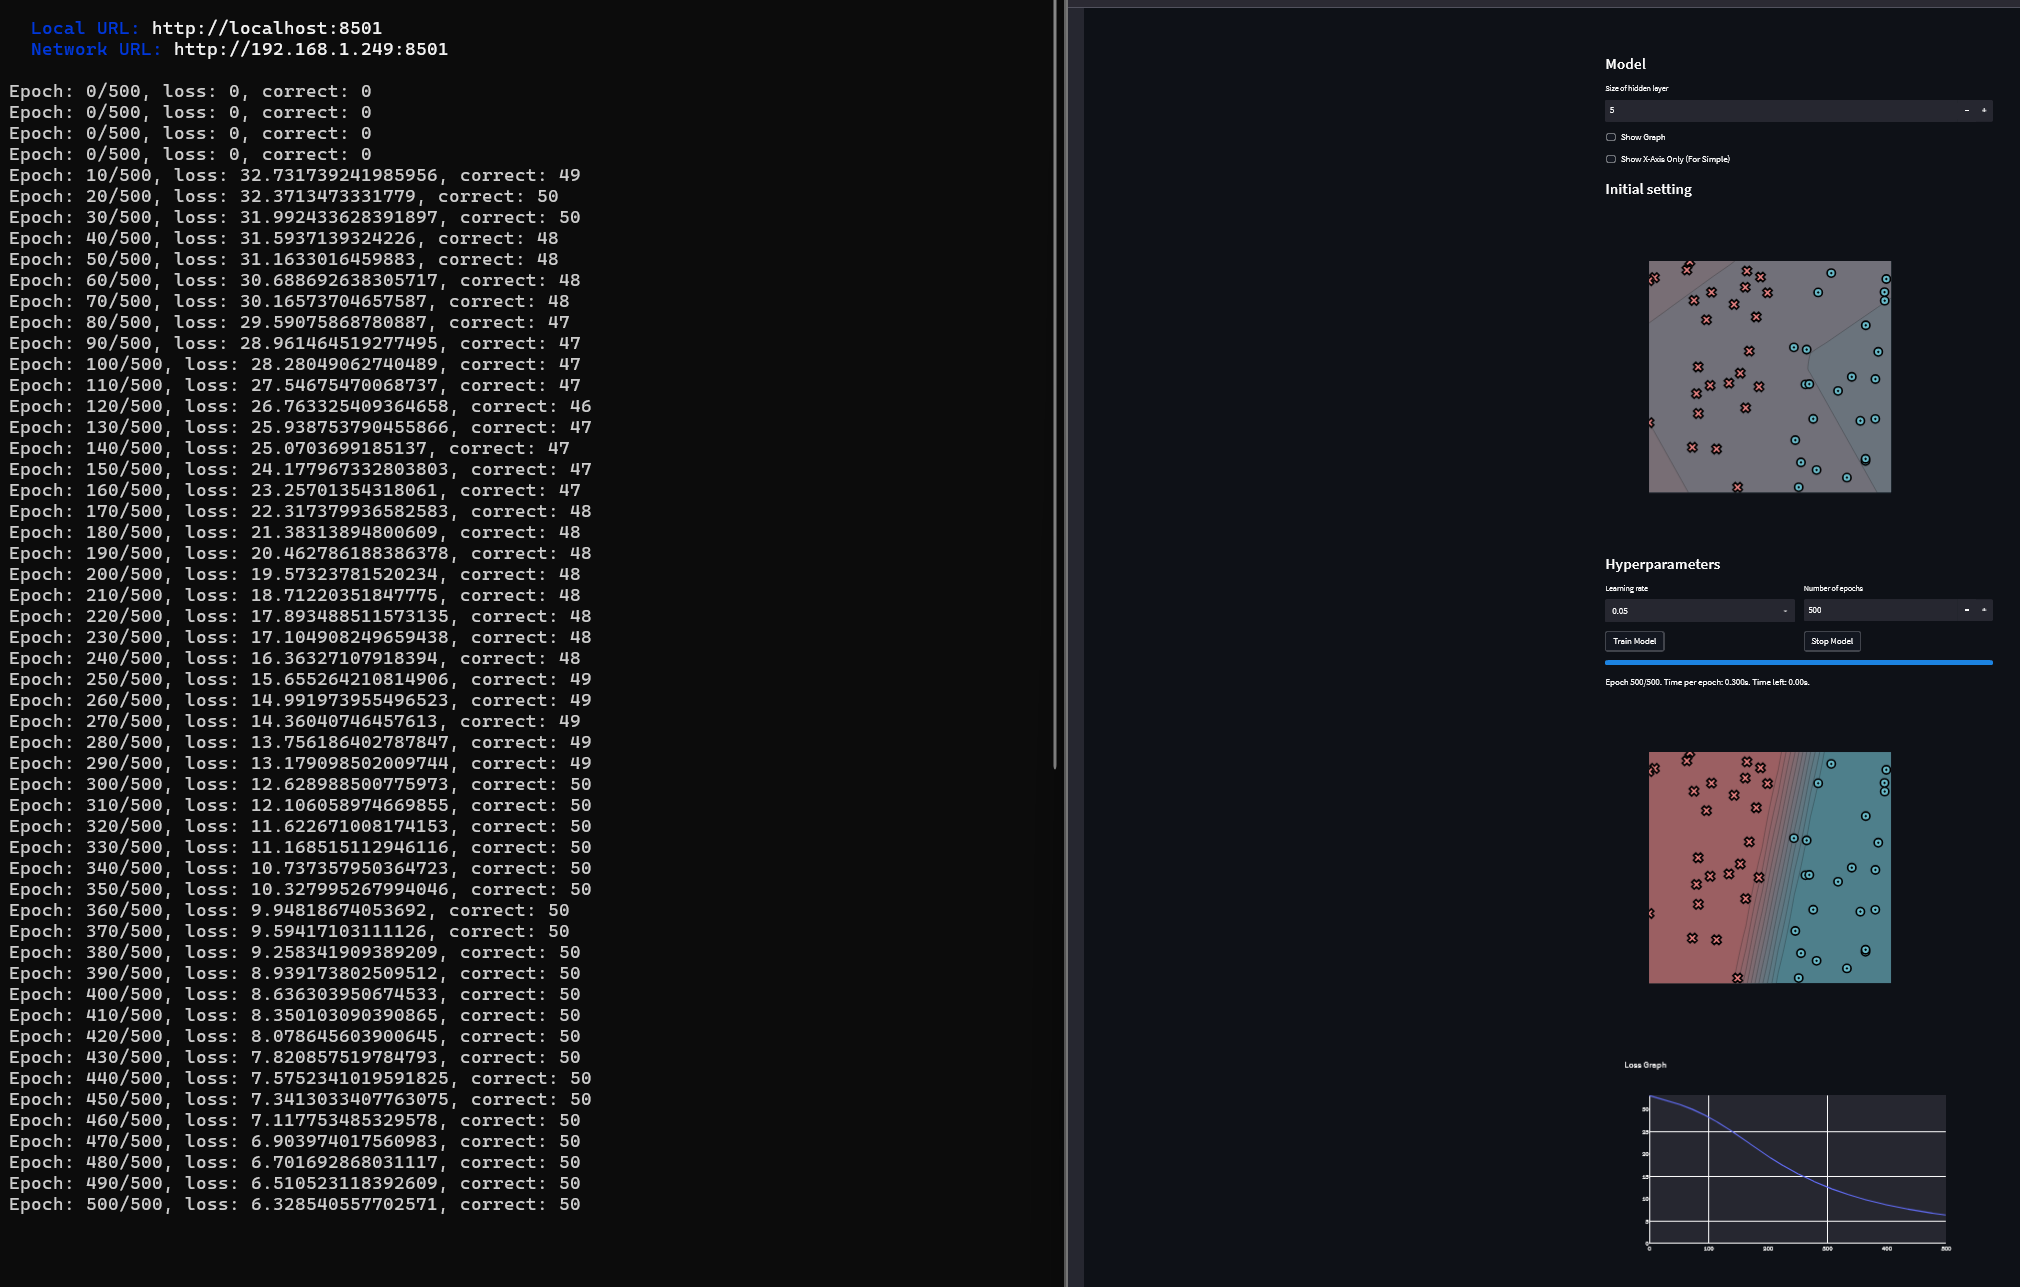 Local URL: http://localhost:8501
Network URL: http://192.168.1.249:8501
Epoch: 0/500, loss: 0, correct: 0
Epoch: 0/500, loss: 0, correct: 0
Epoch: 0/500, loss: 0, correct: 0
Epoch: 0/500, loss: 0, correct: 0
Epoch: 10/500, loss: 32.731739241985956, correct: 49
Epoch: 20/500, loss: 32.3713473331779, correct: 50
Epoch: 30/500, loss: 31.992433628391897, correct: 50
Epoch: 40/500, loss: 31.5937139324226, correct: 48
Epoch: 50/500, loss: 31.1633016459883, correct: 48
Epoch: 60/500, loss: 30.688692638305717, correct: 48
Epoch: 70/500, loss: 30.16573704657587, correct: 48
Epoch: 80/500, loss: 29.59075868780887, correct: 47
Epoch: 90/500, loss: 28.961464519277495, correct: 47
Epoch: 100/500, loss: 28.28049062740489, correct: 47
Epoch: 110/500, loss: 27.54675470068737, correct: 47
Epoch: 120/500, loss: 26.763325409364658, correct: 46
Epoch: 130/500, loss: 25.938753790455866, correct: 47
Epoch: 140/500, loss: 25.0703699185137, correct: 47
Epoch: 150/500, loss: 24.177967332803803, correct: 47
Epoch: 160/500, loss: 23.25701354318061, correct: 47
Epoch: 170/500, loss: 22.317379936582583, correct: 48
Epoch: 180/500, loss: 21.38313894800609, correct: 48
Epoch: 190/500, loss: 20.462786188386378, correct: 48
Epoch: 200/500, loss: 19.57323781520234, correct: 48
Epoch: 210/500, loss: 18.71220351847775, correct: 48
Epoch: 220/500, loss: 17.893488511573135, correct: 48
Epoch: 230/500, loss: 17.104908249659438, correct: 48
Epoch: 240/500, loss: 16.36327107918394, correct: 48
Epoch: 250/500, loss: 15.655264210814906, correct: 49
Epoch: 260/500, loss: 14.991973955496523, correct: 49
Epoch: 270/500, loss: 14.36040746457613, correct: 49
Epoch: 280/500, loss: 13.756186402787847, correct: 49
Epoch: 290/500, loss: 13.179098502009744, correct: 49
Epoch: 300/500, loss: 12.628988500775973, correct: 50
Epoch: 310/500, loss: 12.106058974669855, correct: 50
Epoch: 320/500, loss: 11.622671008174153, correct: 50
Epoch: 330/500, loss: 11.168515112946116, correct: 50
Epoch: 340/500, loss: 10.737357950364723, correct: 50
Epoch: 350/500, loss: 10.327995267994046, correct: 50
Epoch: 360/500, loss: 9.94818674053692, correct: 50
Epoch: 370/500, loss: 9.59417103111126, correct: 50
Epoch: 380/500, loss: 9.258341909389209, correct: 50
Epoch: 390/500, loss: 8.939173802509512, correct: 50
Epoch: 400/500, loss: 8.636303950674533, correct: 50
Epoch: 410/500, loss: 8.350103090390865, correct: 50
Epoch: 420/500, loss: 8.078645603900645, correct: 50
Epoch: 430/500, loss: 7.820857519784793, correct: 50
Epoch: 440/500, loss: 7.5752341019591825, correct: 50
Epoch: 450/500, loss: 7.3413033407763075, correct: 50
Epoch: 460/500, loss: 7.117753485329578, correct: 50
Epoch: 470/500, loss: 6.903974017560983, correct: 50
Epoch: 480/500, loss: 6.701692868031117, correct: 50
Epoch: 490/500, loss: 6.510523118392609, correct: 50
Epoch: 500/500, loss: 6.328540557702571, correct: 50
Model
Size of hidden layer
5 - +
Show Graph
Show X-Axis Only (For Simple)
Initial setting
Hyperparameters
Learning rate
Number of epochs
0.05
500 - +
Train Model
Stop Model
Epoch 500/500. Time per epoch: 0.300s. Time left: 0.00s.
Loss Graph
30
25
20
15
10
5
0
0 100 200 300 400 500